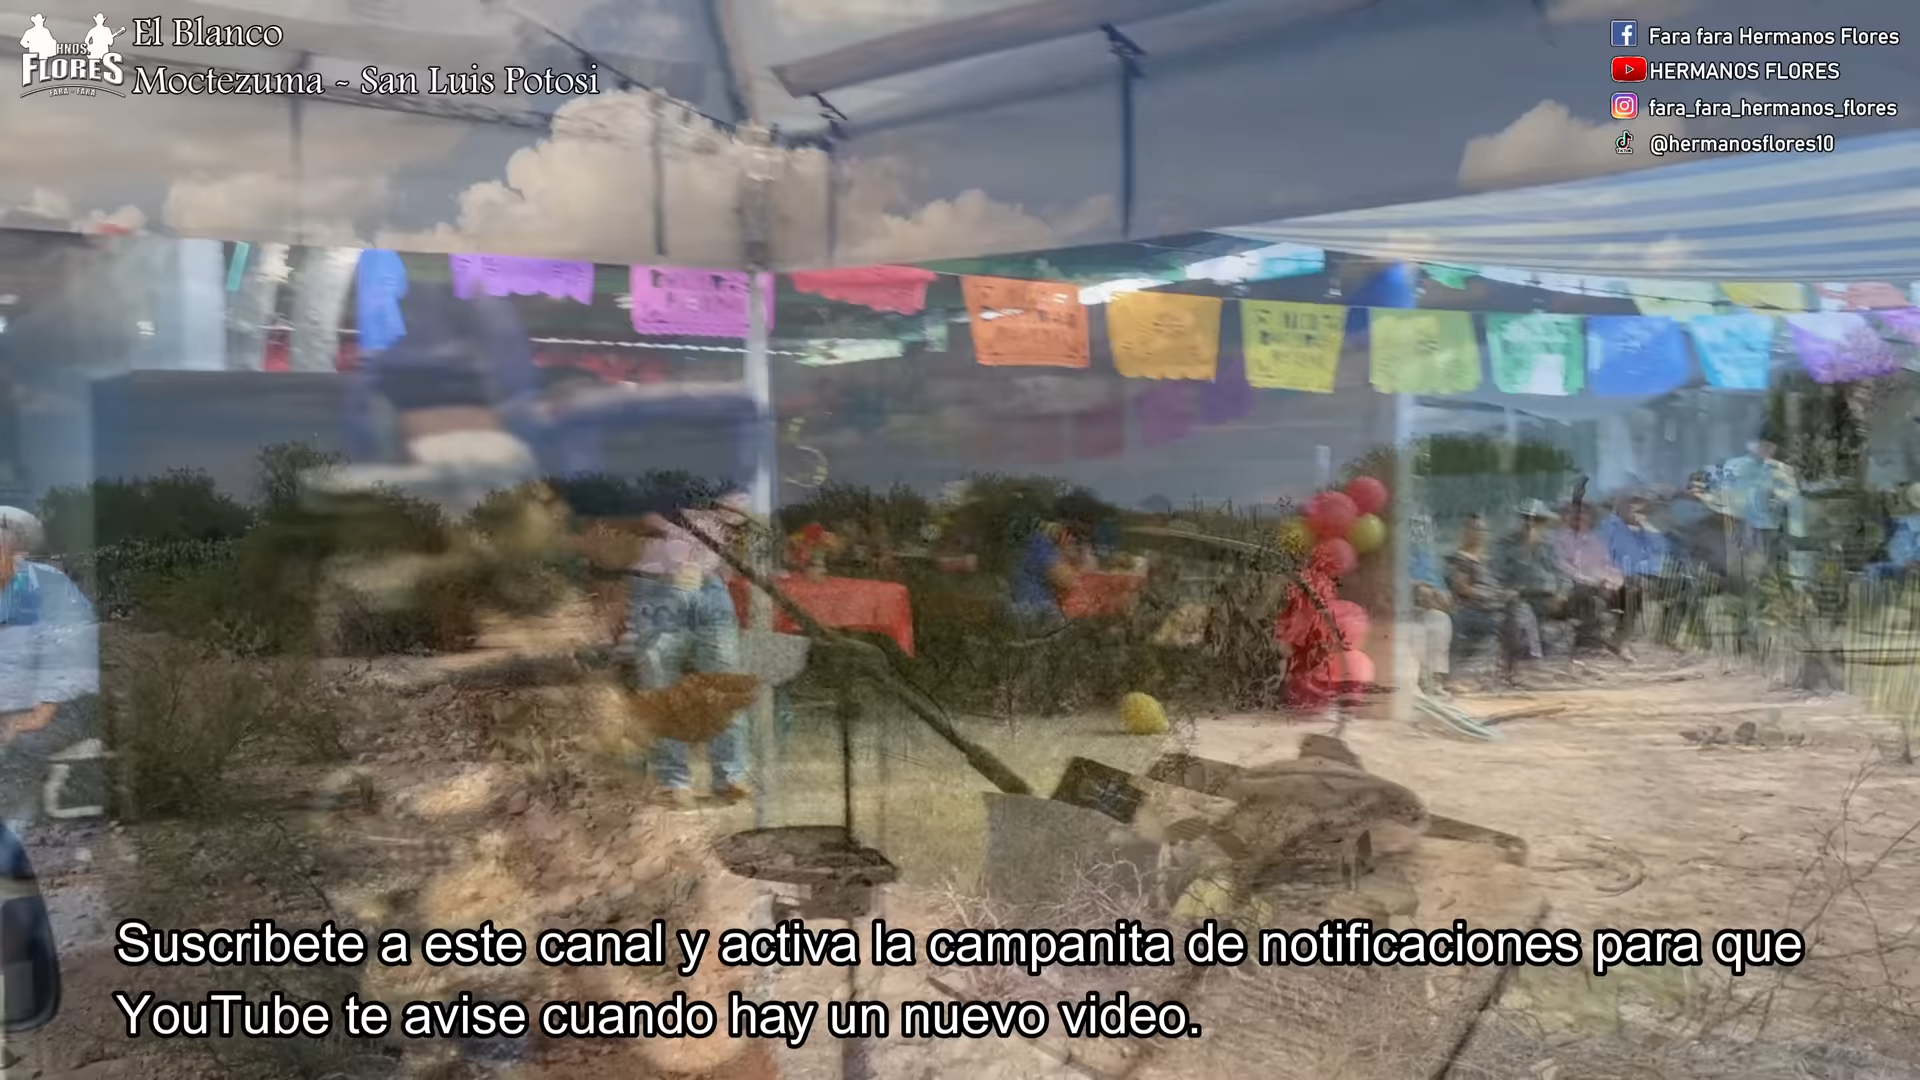 HNOS
FLORES
FARA - FARA
El Blanco
Moctezuma ~ San Luis Potosi
Fara fara Hermanos Flores
HERMANOS FLORES
fara_fara_hermanos_flores
@hermanosflores10
Suscribete a este canal y activa la campanita de notificaciones para que
YouTube te avise cuando hay un nuevo video.